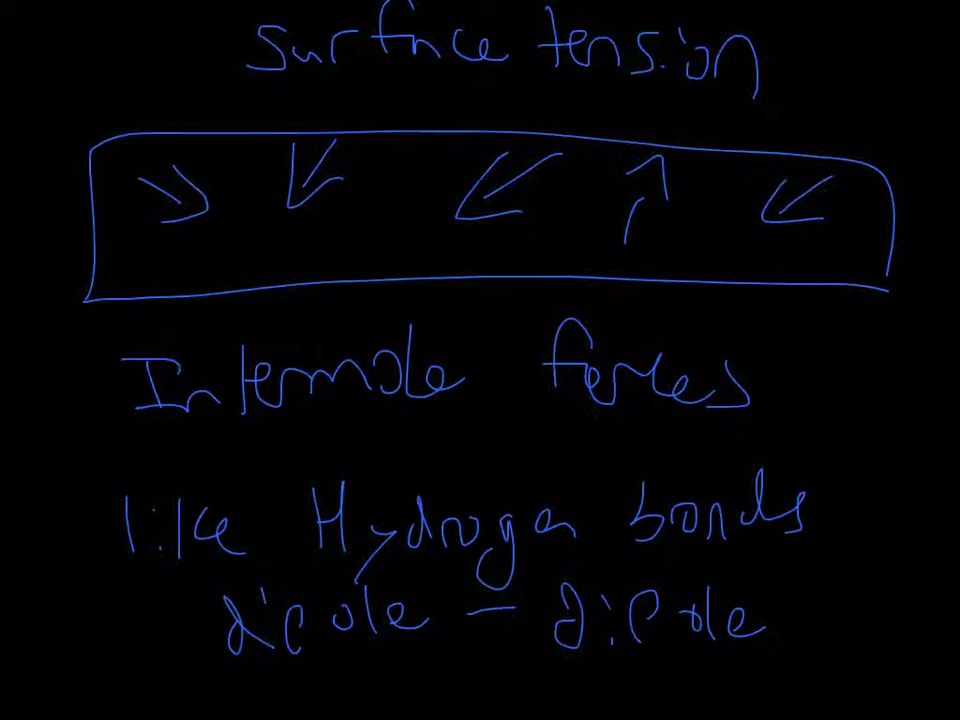 Surface tension
Intermole forces
like Hydrogen bonds
dipole - dipole